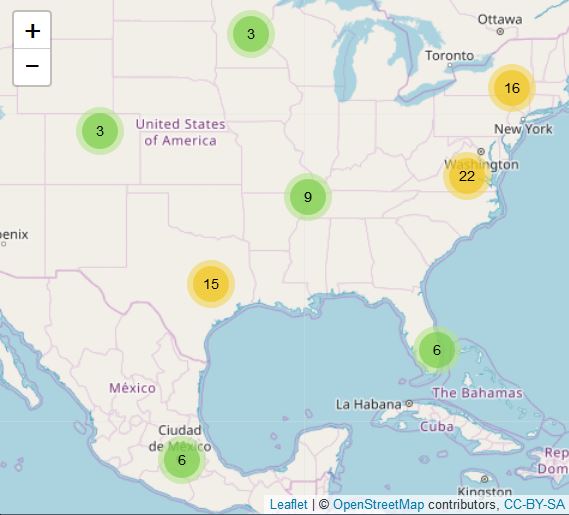 +
−
3
Ottawa
Toronto
16
New York
3
United States
of America
Washington
22
9
enix
15
6
México
The Bahamas
La Habana
Cuba
Ciudad
de México
6
Rep
Dom
Kingston
Leaflet | © OpenStreetMap contributors, CC-BY-SA